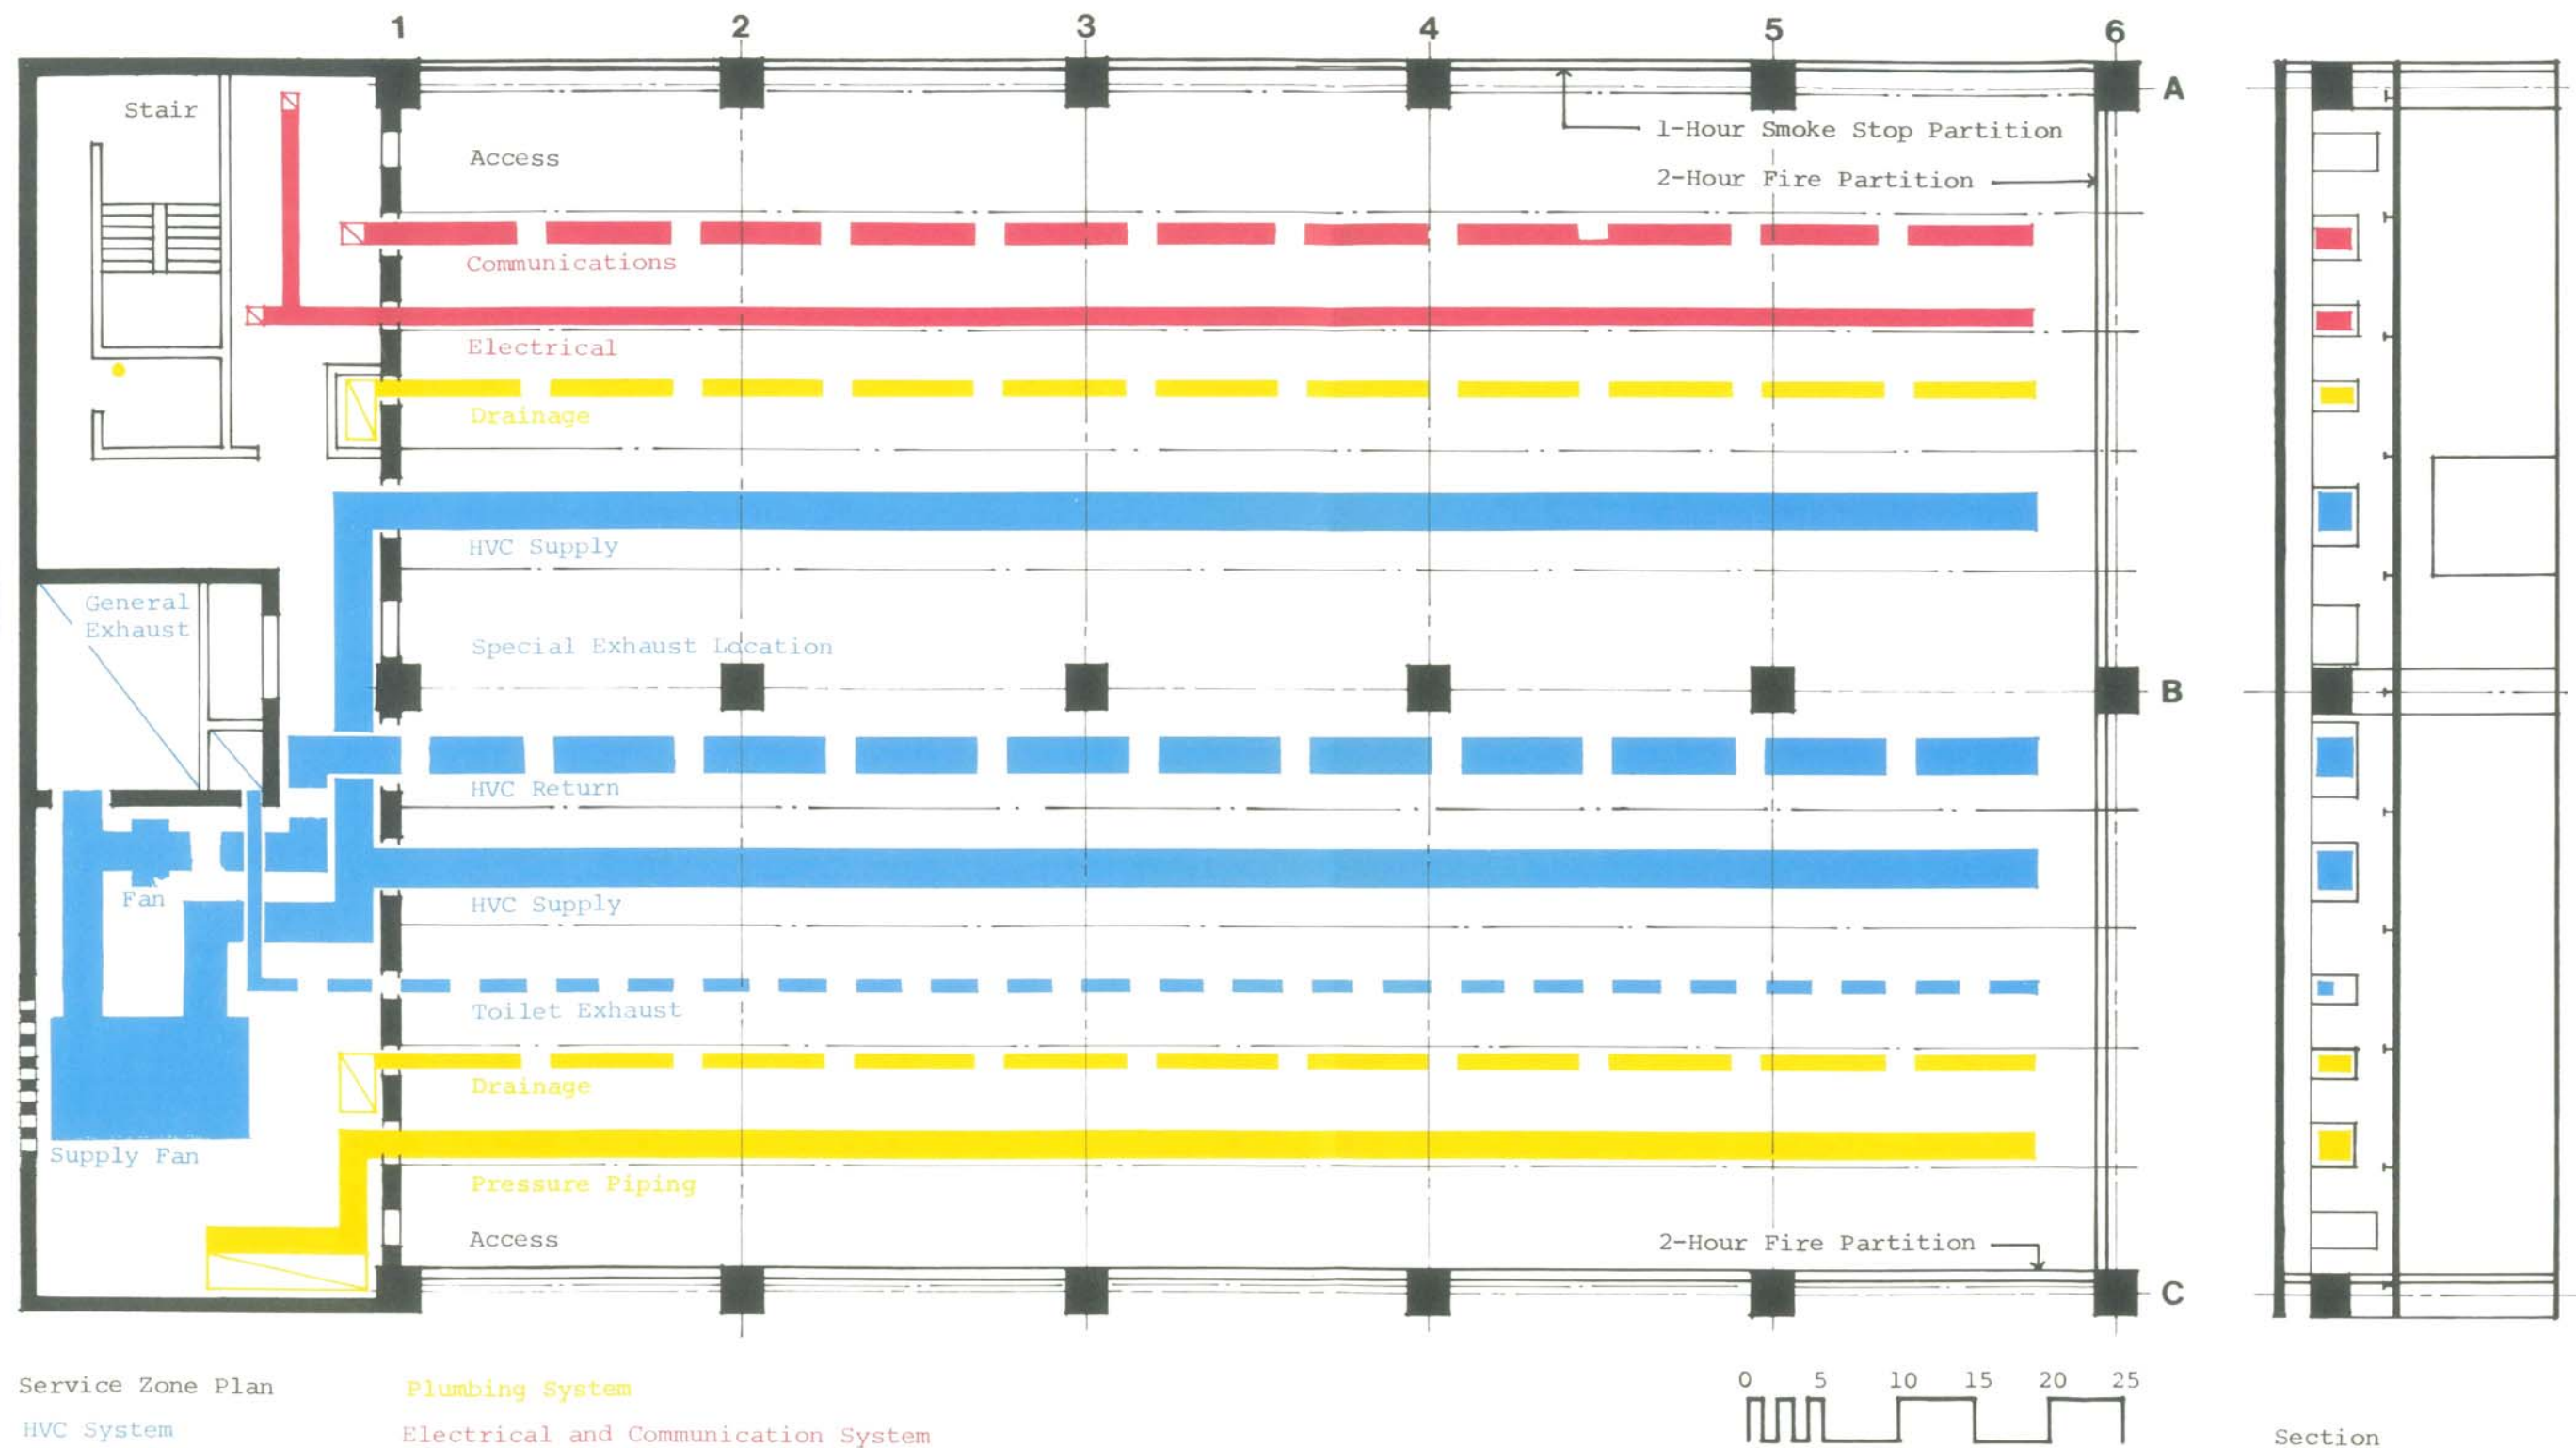 1 2 3 4 5 6
A
Stair
1-Hour Smoke Stop Partition
Access
2-Hour Fire Partition
Communications
Electrical
Drainage
HVC Supply
General
Exhaust
Special Exhaust Location
B
HVC Return
Fan
HVC Supply
Toilet Exhaust
Drainage
Supply Fan
Pressure Piping
Access
2-Hour Fire Partition
C
Service Zone Plan
HVC System
Plumbing System
Electrical and Communication System
0 5 10 15 20 25
Section